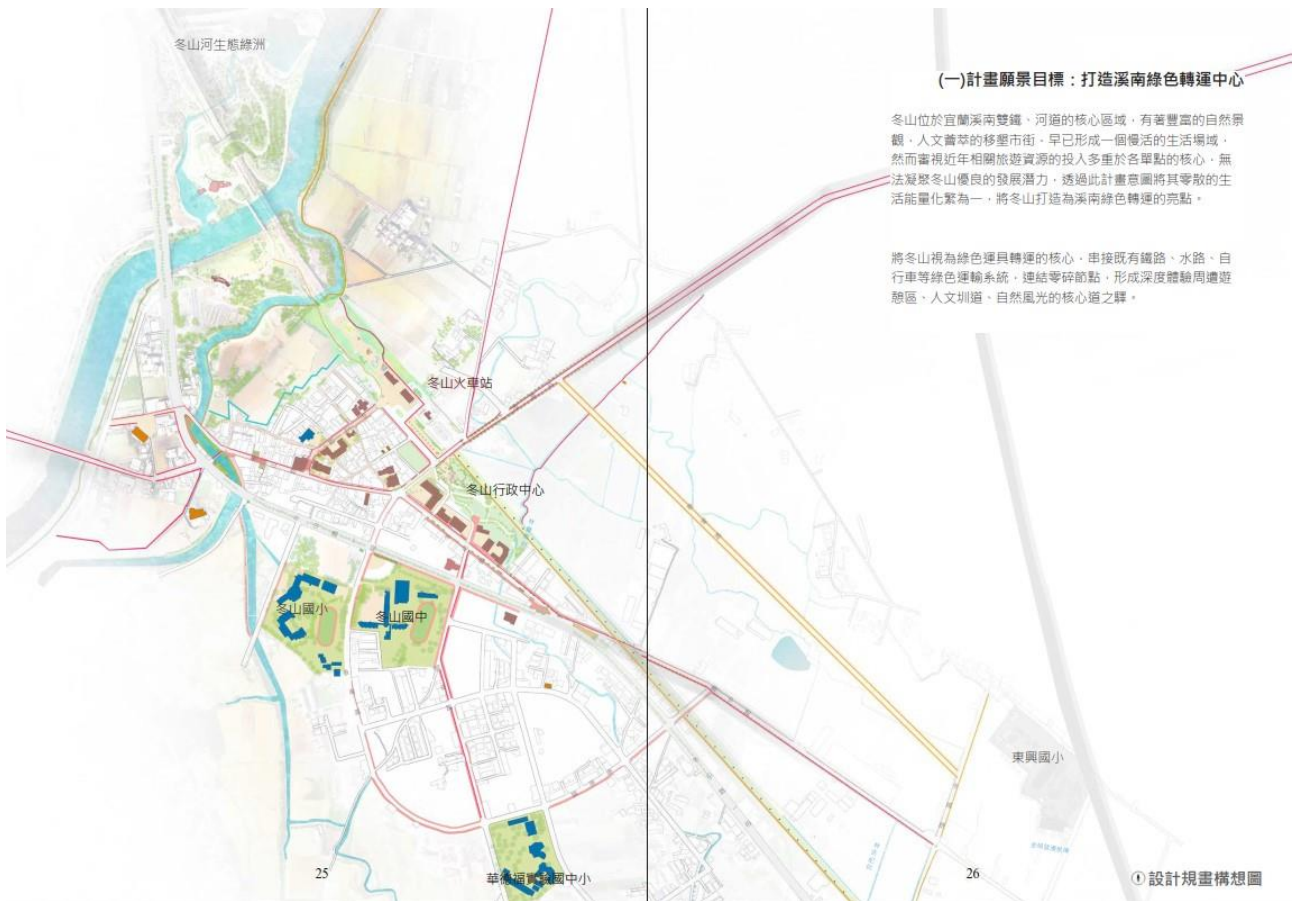 冬山河生態綠洲
(一)計畫願景目標：打造溪南綠色轉運中心
冬山位於宜蘭溪南雙鐵、河道的核心區域，有著豐富的自然景
觀、人文薈萃的移墾市街，早已形成一個慢活的生活場域，
然而審視近年相關旅遊資源的投入多重於各單點的核心，無
法凝聚冬山優良的發展潛力，透過此計畫意圖將其零散的生
活能量化繁為一，將冬山打造為溪南綠色轉運的亮點。
將冬山視為綠色運具轉運的核心，串接既有鐵路、水路、自
行車等綠色運輸系統，連結零碎節點，形成深度體驗周遭遊
憩區、人文圳道、自然風光的核心道之驛。
冬山火車站
冬山行政中心
冬山國小
冬山國中
東興國小
華德福實驗國中小
25
26
設計規畫構想圖